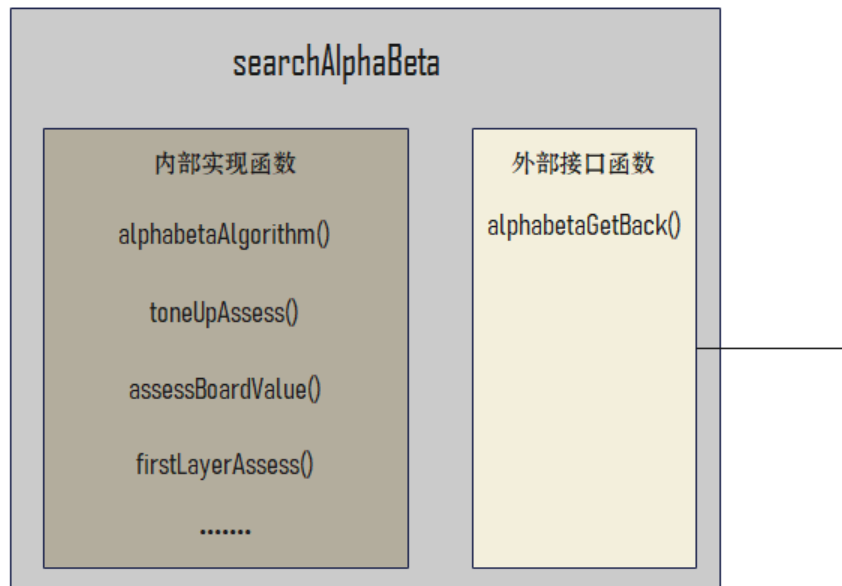 searchAlphaBeta
内部实现函数
alphabetaAlgorithm()
toneUpAssess()
assessBoardValue()
firstLayerAssess()
.......
外部接口函数
alphabetaGetBack()